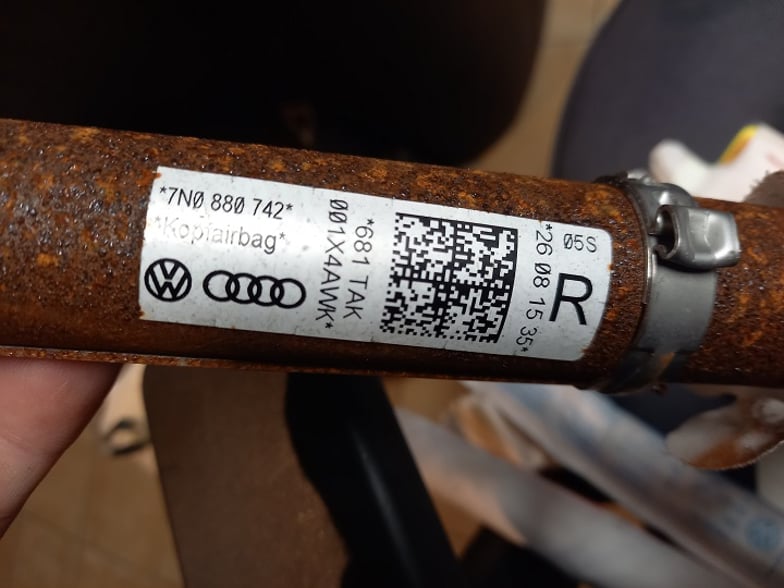 *7N0 880 742*
*Kopfairbag*
*681 TAK
001X4AWK*
05S
R
*26 08 15 35*